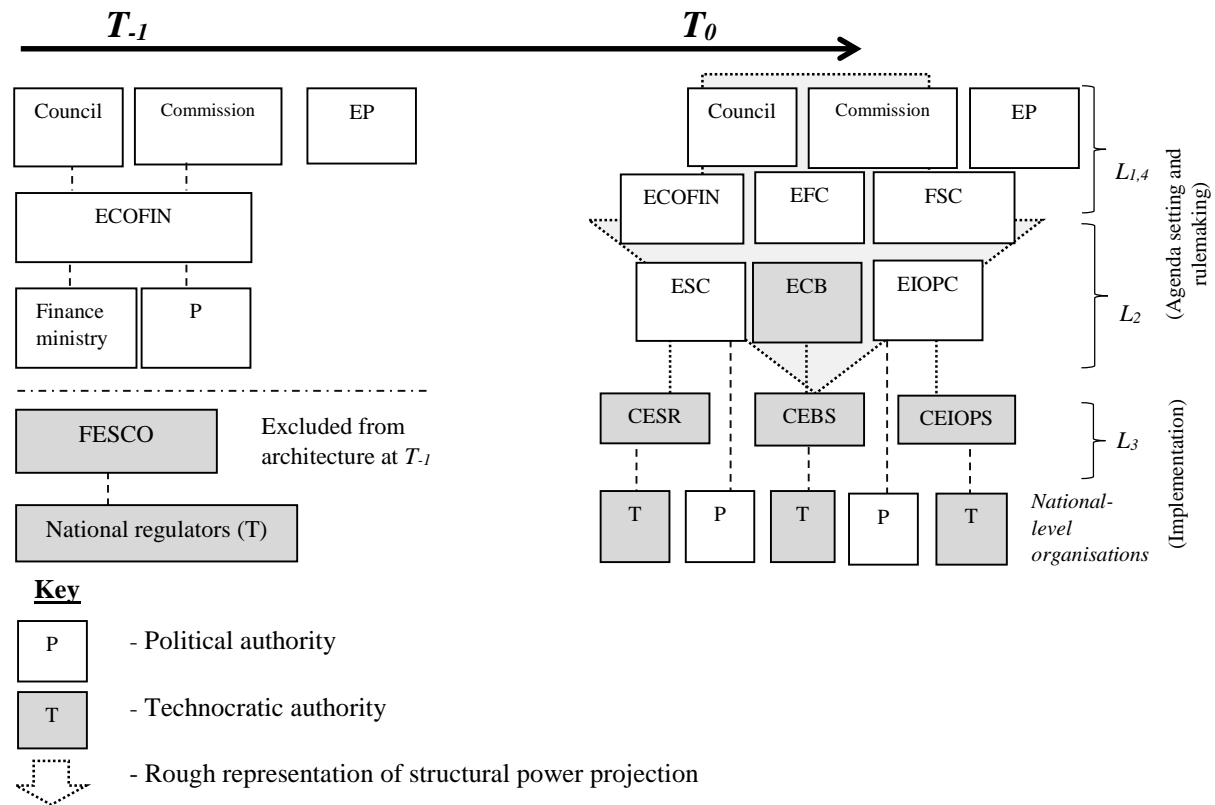 T-1
T0
Council
Commission
EP
Council
Commission
EP
L1,4
ECOFIN
ECOFIN
EFC
FSC
(Agenda setting and
rulemaking)
Finance
ministry
P
ESC
ECB
EIOPC
L2
FESCO
Excluded from
architecture at T-1
CESR
CEBS
CEIOPS
L3
(Implementation)
National regulators (T)
T
P
T
P
T
National-
level
organisations
Key
P
- Political authority
T
- Technocratic authority
- Rough representation of structural power projection